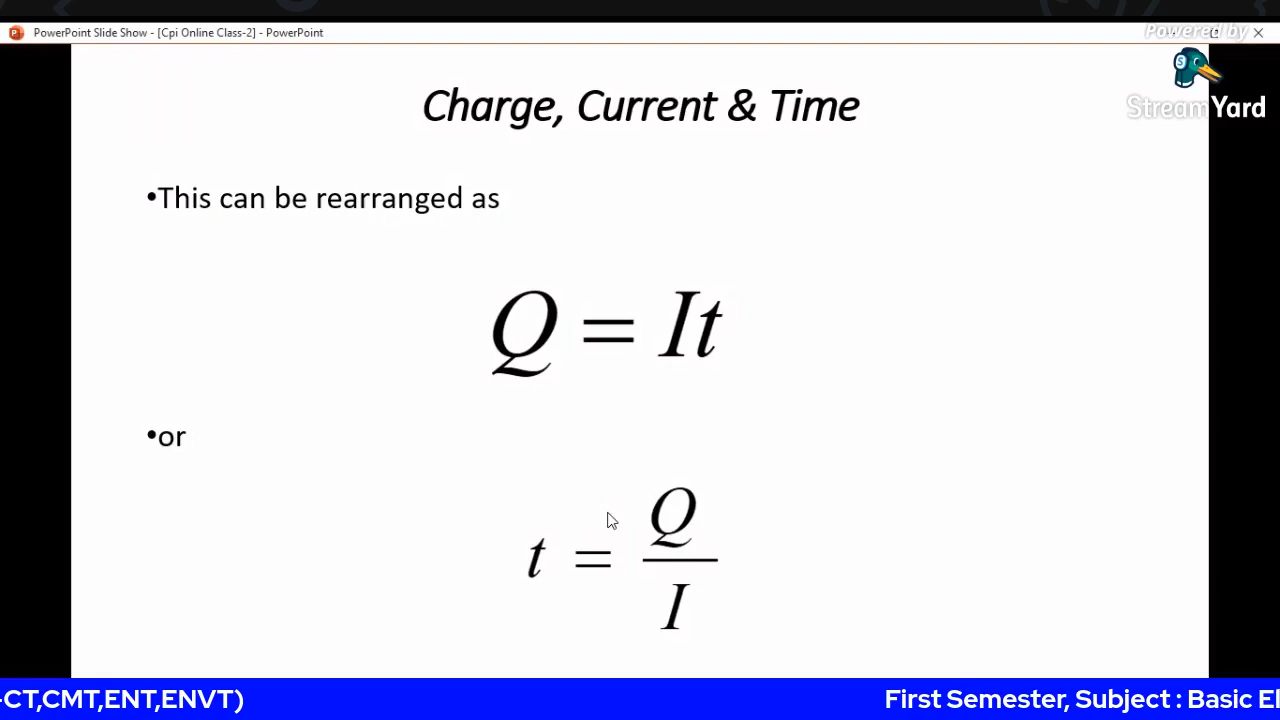 PowerPoint Slide Show - [Cpi Online Class-2] - PowerPoint
Powered by
StreamYard
Charge, Current & Time
•This can be rearranged as
Q = It
•or
t = Q/I
-CT,CMT,ENT,ENVT)
First Semester, Subject : Basic El